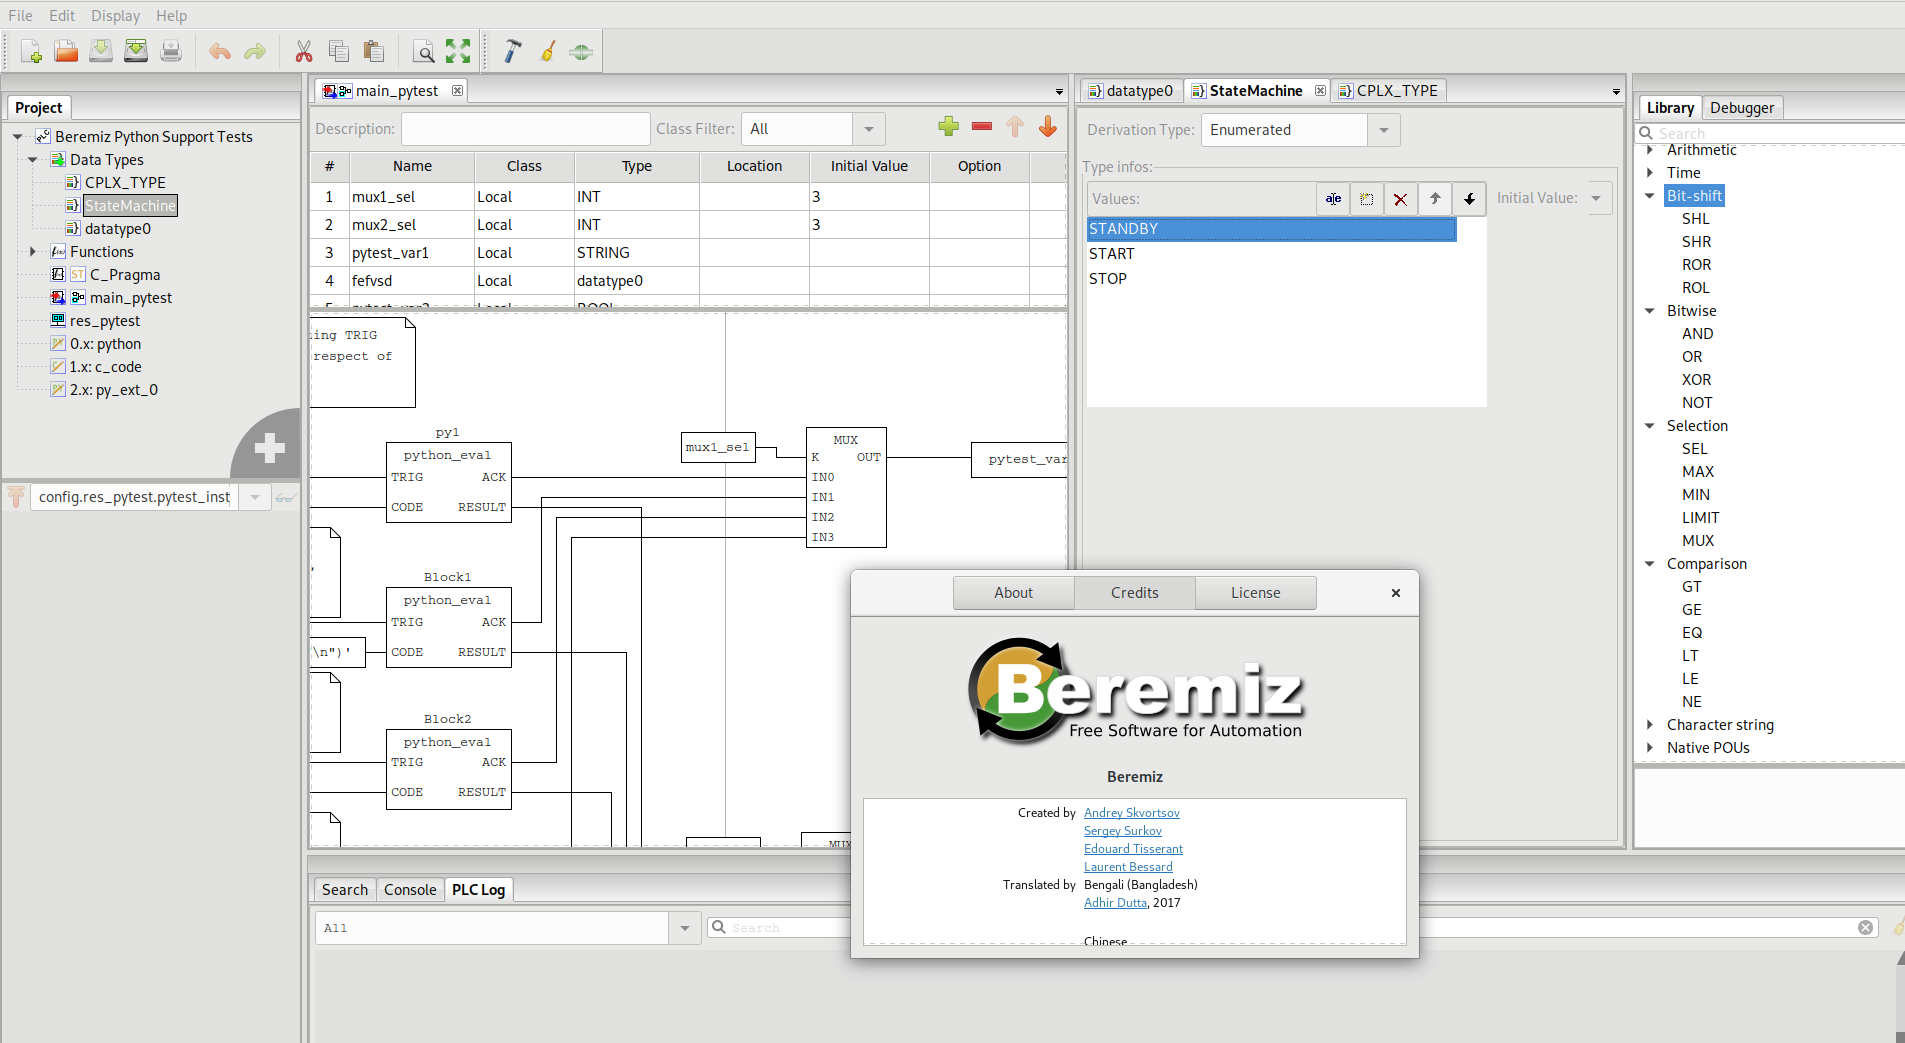 File Edit Display Help
Project
Beremiz Python Support Tests
Data Types
CPLX_TYPE
StateMachine
datatype0
Functions
C_Pragma
main_pytest
res_pytest
0.x: python
1.x: c_code
2.x: py_ext_0
config.res_pytest.pytest_inst
main_pytest
Description: Class Filter: All
# Name Class Type Location Initial Value Option
1 mux1_sel Local INT 3
2 mux2_sel Local INT 3
3 pytest_var1 Local STRING
4 fefvsd Local datatype0
ing TRIG
respect of
py1
python_eval
TRIG ACK
CODE RESULT
mux1_sel
MUX
K OUT
IN0
IN1
IN2
IN3
pytest_var
Block1
python_eval
TRIG ACK
CODE RESULT
\n")'
Block2
python_eval
TRIG ACK
CODE RESULT
MUX
datatype0 StateMachine CPLX_TYPE
Derivation Type: Enumerated
Type infos:
Values: Initial Value:
STANDBY
START
STOP
Library Debugger
Search
Arithmetic
Time
Bit-shift
SHL
SHR
ROR
ROL
Bitwise
AND
OR
XOR
NOT
Selection
SEL
MAX
MIN
LIMIT
MUX
Comparison
GT
GE
EQ
LT
LE
NE
Character string
Native POUs
Search Console PLC Log
All Search
About Credits License
Beremiz
Free Software for Automation
Beremiz
Created by Andrey Skvortsov
Sergey Surkov
Edouard Tisserant
Laurent Bessard
Translated by Bengali (Bangladesh)
Adhir Dutta, 2017
Chinese